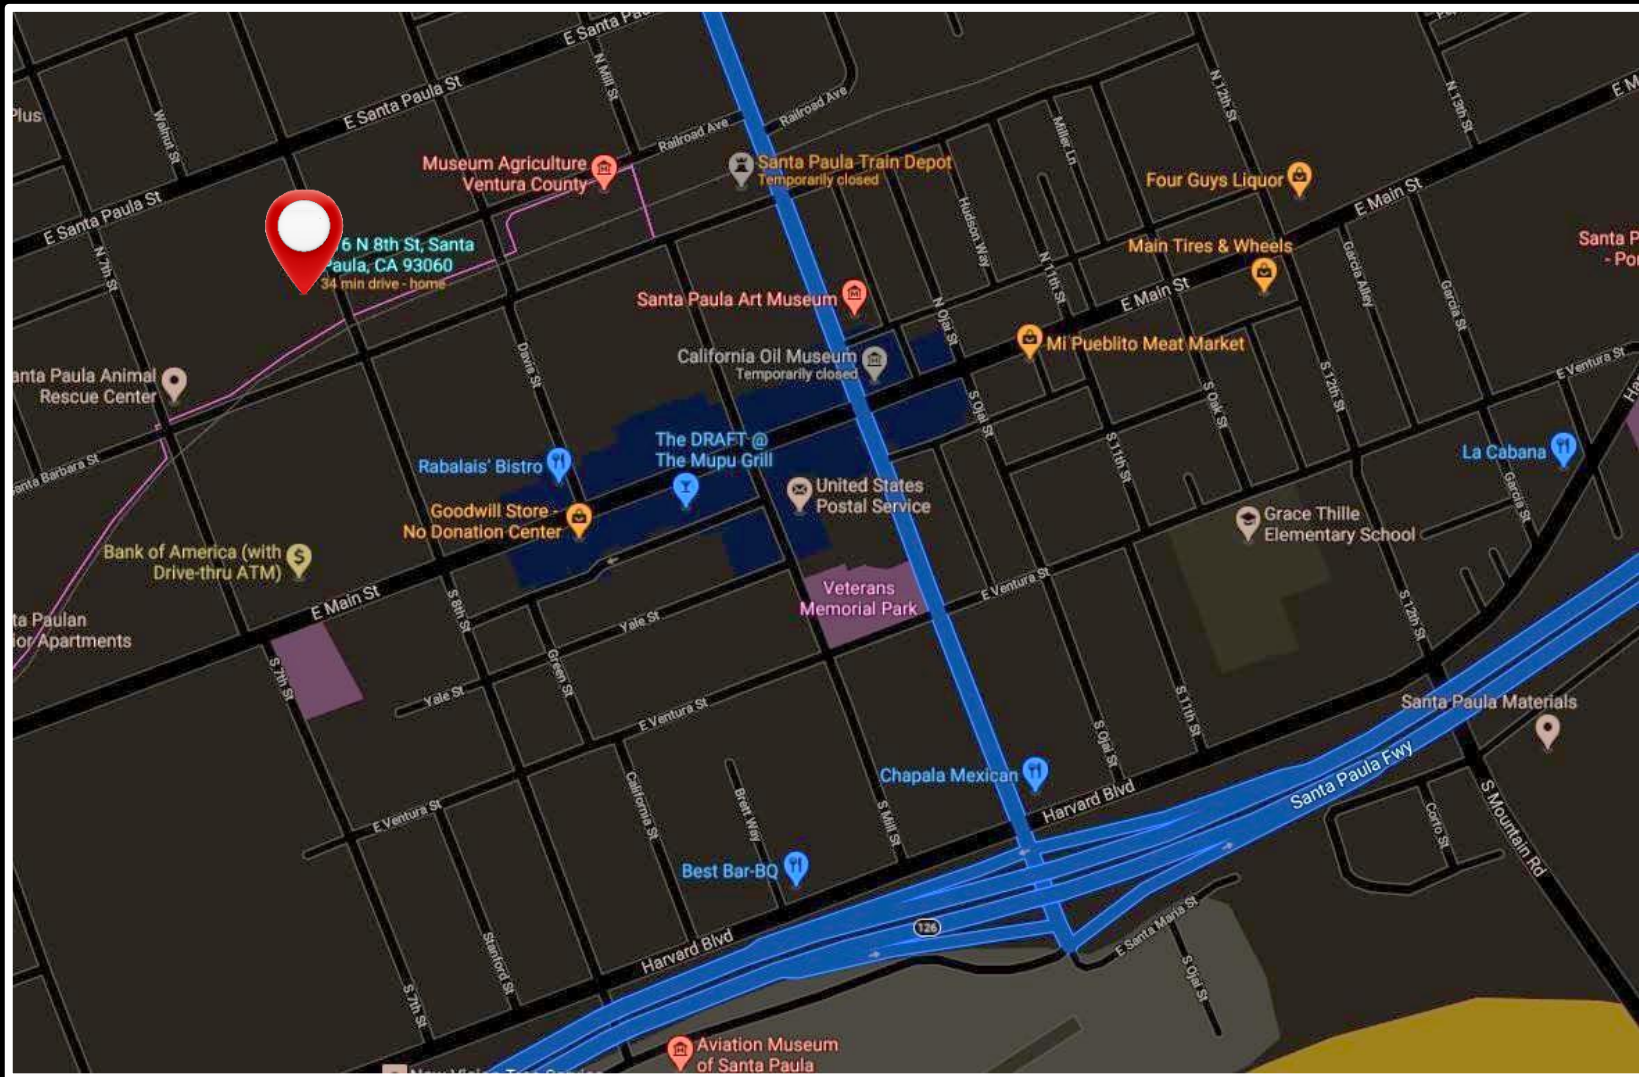 E Santa Pau
E Santa Paula St
N Mill St
Walnut St
Plus
Railroad Ave
Railroad Ave
N 12th St
N 13th St
E M
Museum Agriculture
Ventura County
Santa Paula Train Depot
Temporarily closed
Miller Ln
Four Guys Liquor
E Main St
E Santa Paula St
N 7th St
76 N 8th St, Santa
Paula, CA 93060
34 min drive - home
Hudson Way
Main Tires & Wheels
Santa P
- Por
N 11th St
Garcia Alley
Garcia St
Santa Paula Art Museum
N Ojai St
E Main St
Mi Pueblito Meat Market
California Oil Museum
Temporarily closed
Davis St
anta Paula Animal
Rescue Center
S Ojai St
S Oak St
S 12th St
E Ventura St
Ha
anta Barbara St
Rabalais' Bistro
The DRAFT @
The Mupu Grill
S 11th St
La Cabana
Garcia St
United States
Postal Service
Goodwill Store -
No Donation Center
Grace Thille
Elementary School
Bank of America (with
Drive-thru ATM)
E Main St
S 8th St
Veterans
Memorial Park
E Ventura St
S 12th St
ta Paulan
ior Apartments
Yale St
S 7th St
Green St
Yale St
E Ventura St
S 11th St
S Ojai St
Santa Paula Materials
Chapala Mexican
Harvard Blvd
Santa Paula Fwy
E Ventura St
California St
Brett Way
S Mill St
Corto St
S Mountain Rd
Best Bar-BQ
126
Harvard Blvd
E Santa Maria St
Stanford St
S 7th St
S Ojai St
Aviation Museum
of Santa Paula
New Vision Tree Service